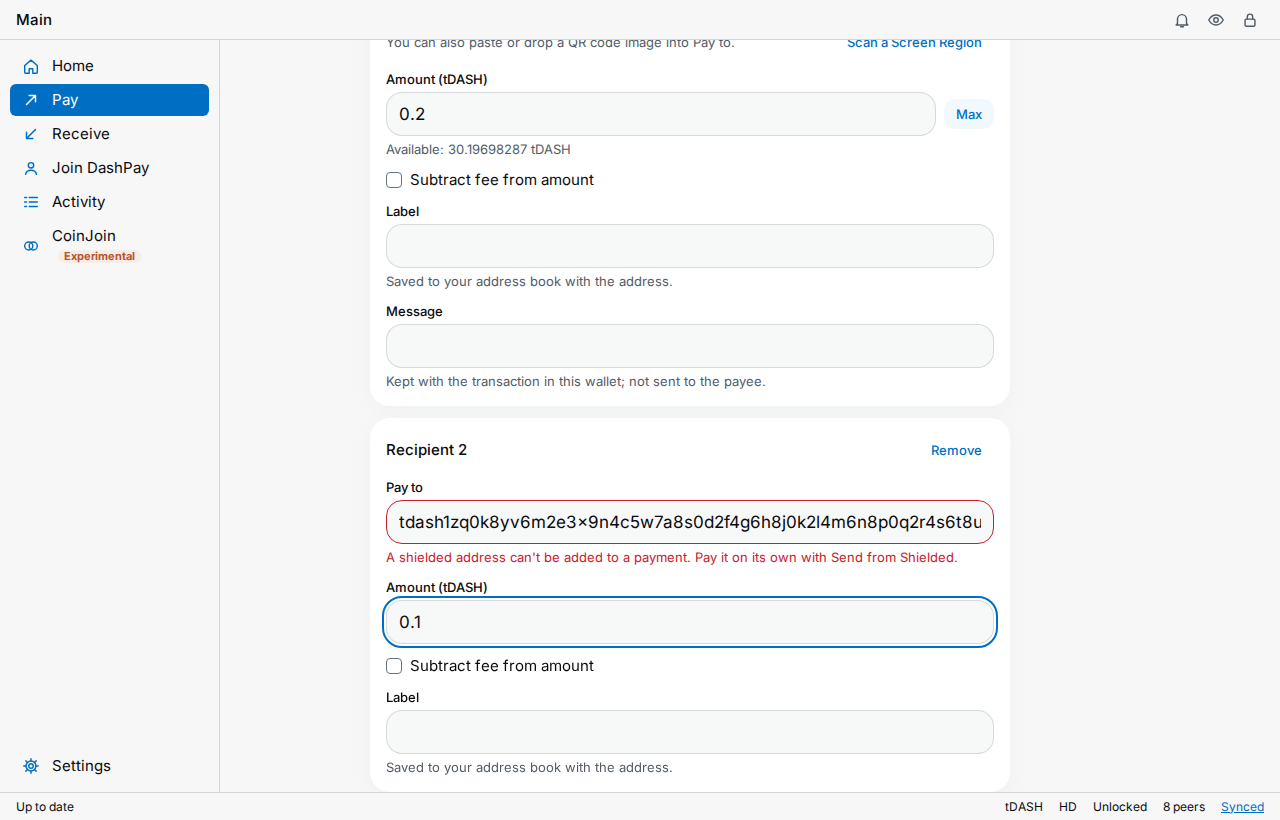 Main
Home
Pay
Receive
Join DashPay
Activity
CoinJoin
Experimental
Settings
You can also paste or drop a QR code image into Pay to.
Scan a Screen Region
Amount (tDASH)
0.2
Max
Available: 30.19698287 tDASH
Subtract fee from amount
Label
Saved to your address book with the address.
Message
Kept with the transaction in this wallet; not sent to the payee.
Recipient 2
Remove
Pay to
tdash1zq0k8yv6m2e3x9n4c5w7a8s0d2f4g6h8j0k2l4m6n8p0q2r4s6t8u
A shielded address can't be added to a payment. Pay it on its own with Send from Shielded.
Amount (tDASH)
0.1
Subtract fee from amount
Label
Saved to your address book with the address.
Up to date
tDASH
HD
Unlocked
8 peers
Synced